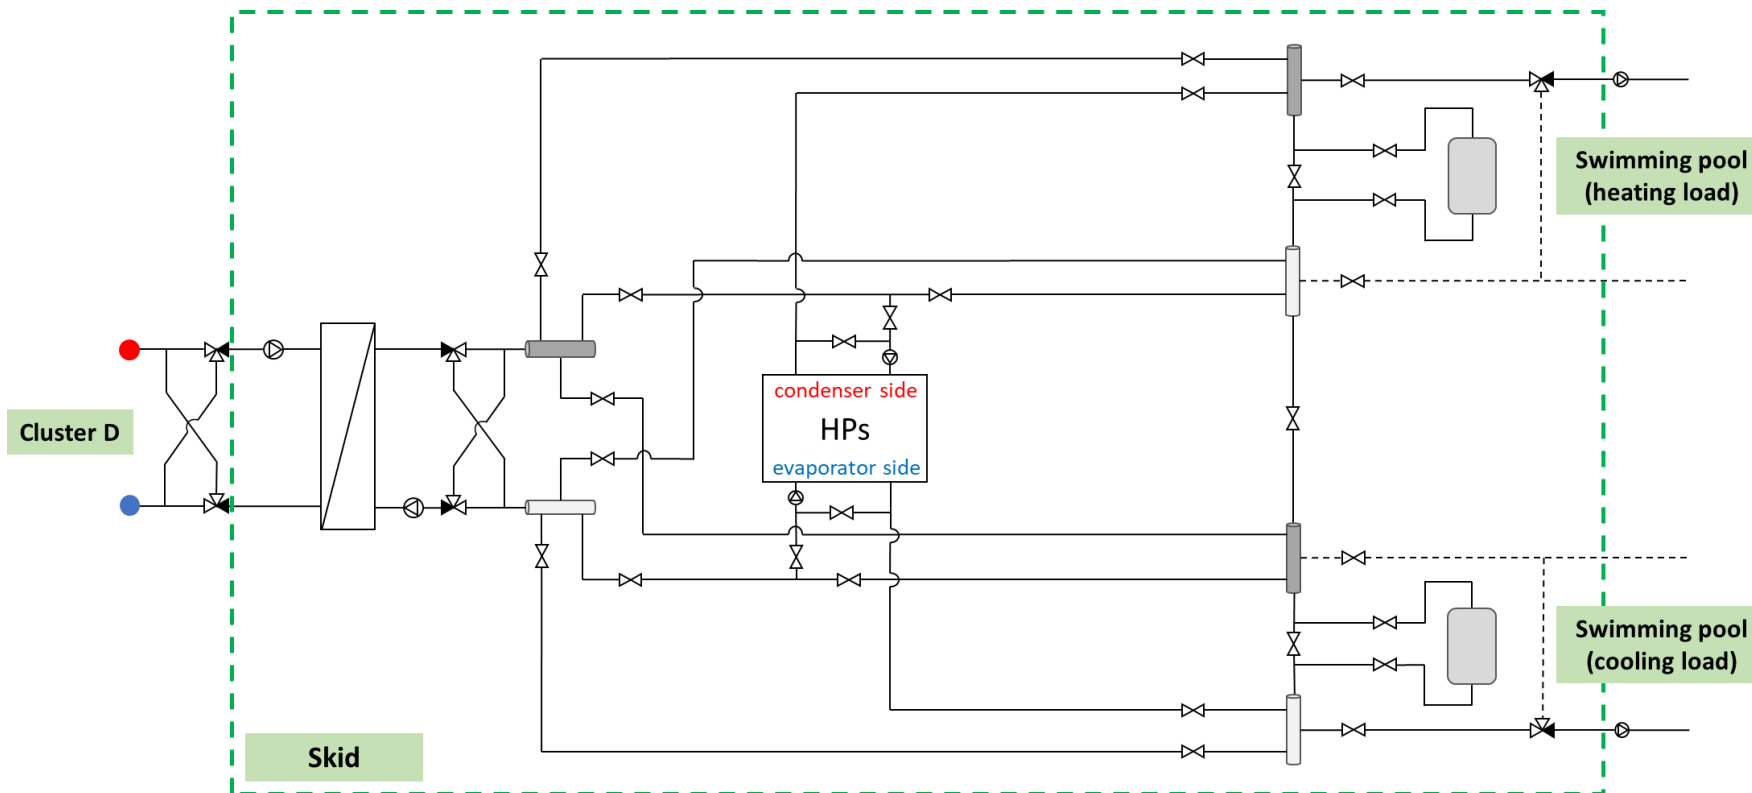 Swimming pool
(heating load)
condenser side
HPs
evaporator side
Cluster D
Swimming pool
(cooling load)
Skid